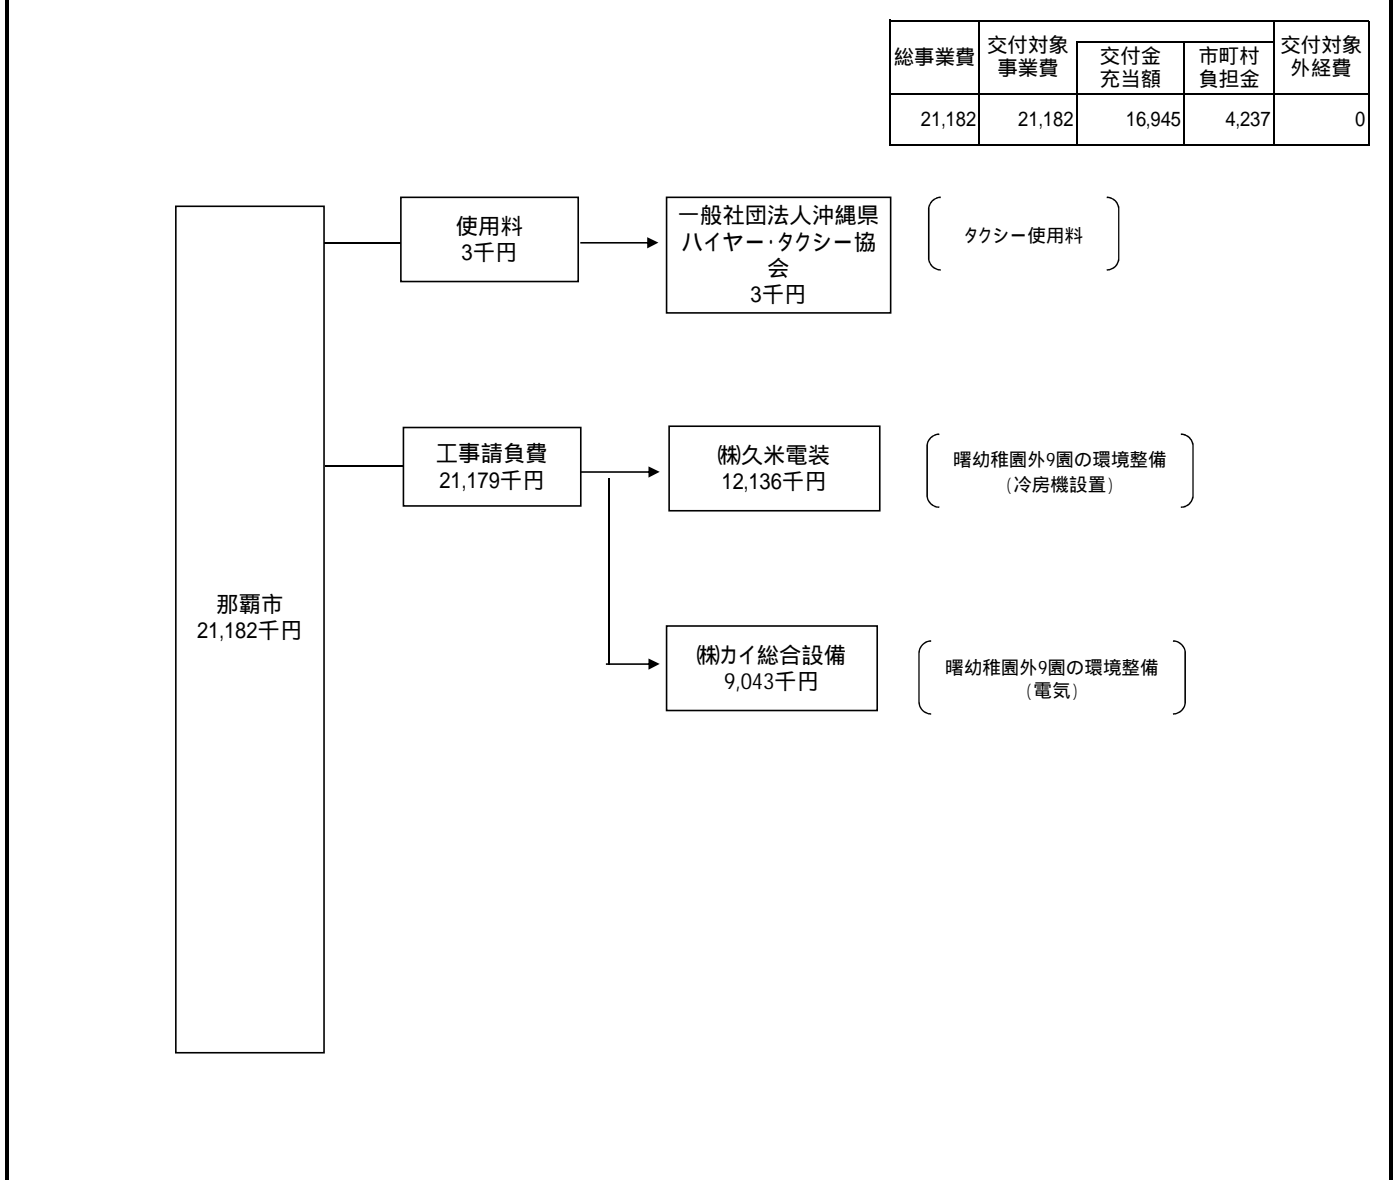 総事業費
交付対象
事業費
交付金
充当額
市町村
負担金
交付対象
外経費
21,182
21,182
16,945
4,237
0
使用料
3千円
一般社団法人沖縄県
ハイヤー・タクシー協
会
3千円
タクシー使用料
工事請負費
21,179千円
㈱久米電装
12,136千円
曙幼稚園外9園の環境整備
(冷房機設置)
那覇市
21,182千円
㈱カイ総合設備
9,043千円
曙幼稚園外9園の環境整備
(電気)